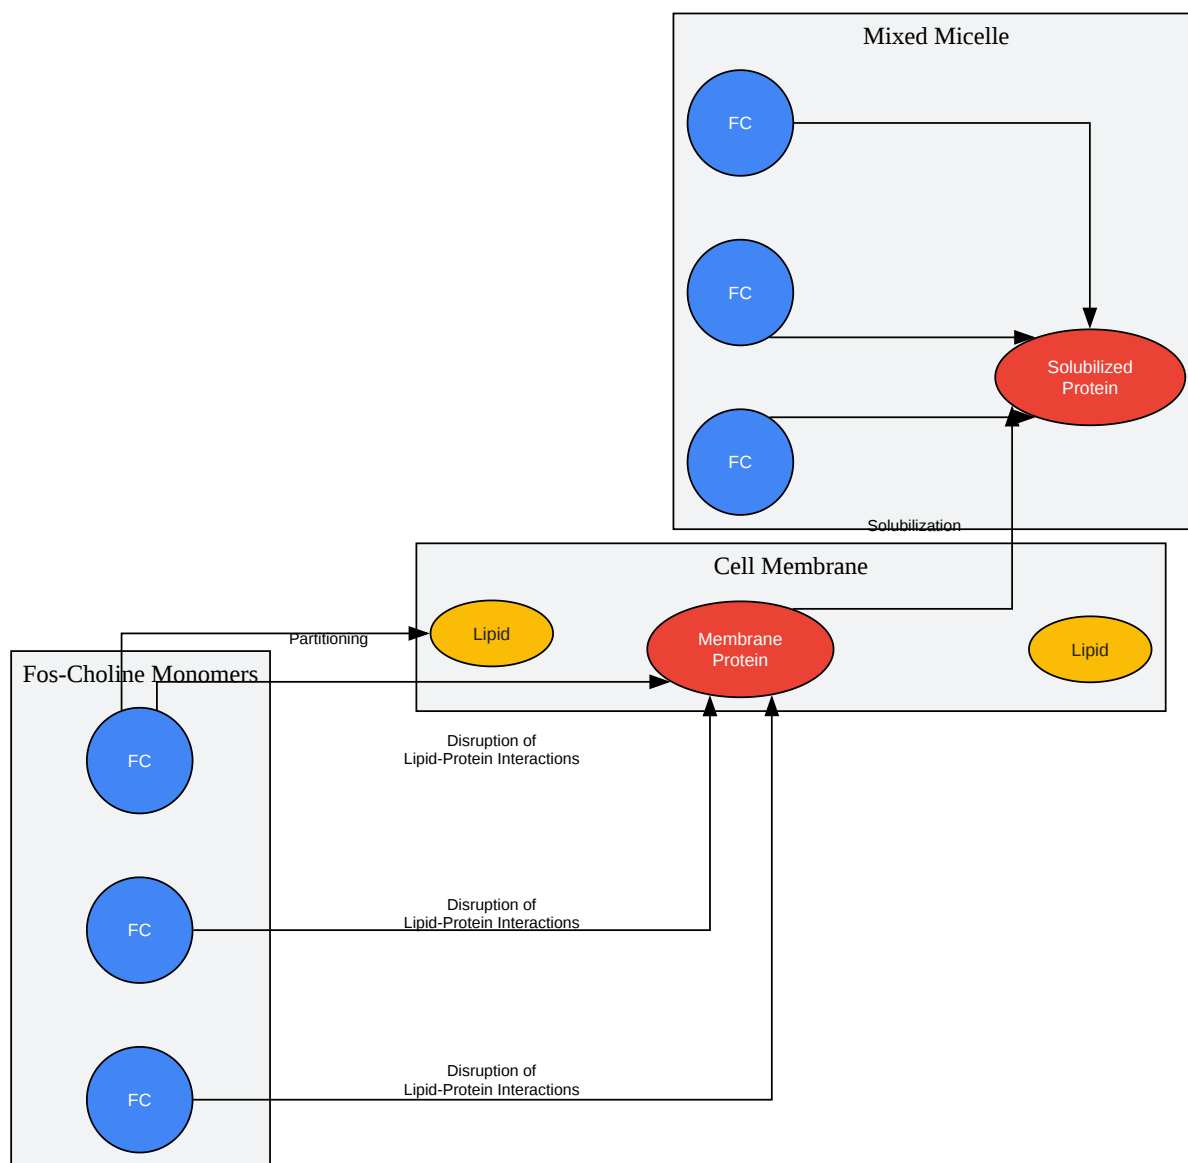 Mixed Micelle
FC
FC
Solubilized
Protein
FC
Solubilization
Cell Membrane
Lipid
Membrane
Protein
Lipid
Partitioning
Fos-Choline Monomers
FC
Disruption of
Lipid-Protein Interactions
FC
Disruption of
Lipid-Protein Interactions
FC
Disruption of
Lipid-Protein Interactions